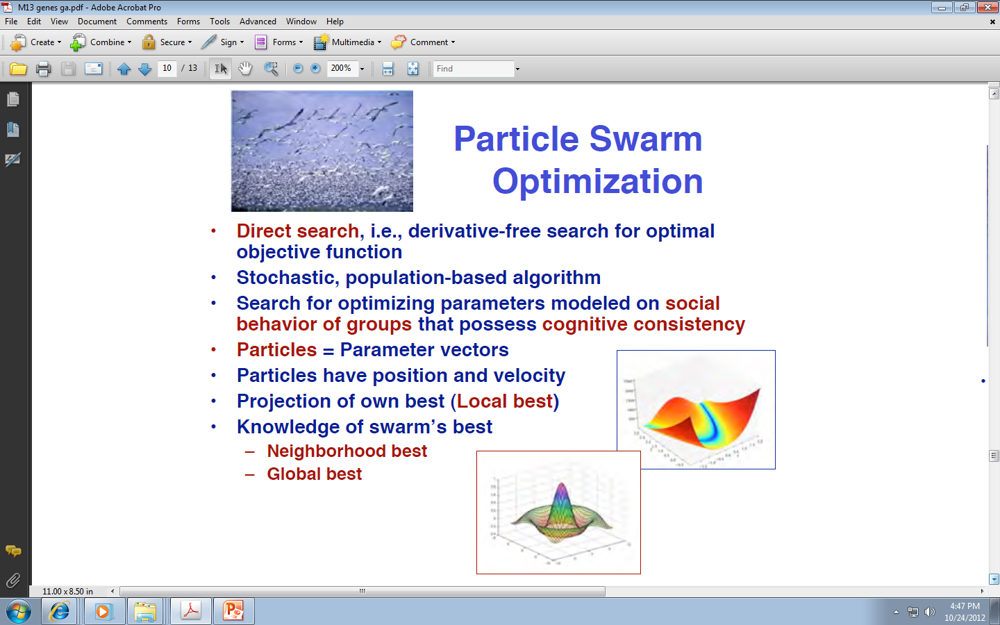 M13 genes ga.pdf - Adobe Acrobat Pro
File Edit View Document Comments Forms Tools Advanced Window Help
Create Combine Secure Sign Forms Multimedia Comment
10 / 13 200% Find
Particle Swarm
Optimization
• Direct search, i.e., derivative-free search for optimal
objective function
• Stochastic, population-based algorithm
• Search for optimizing parameters modeled on social
behavior of groups that possess cognitive consistency
• Particles = Parameter vectors
• Particles have position and velocity
• Projection of own best (Local best)
• Knowledge of swarm's best
– Neighborhood best
– Global best
11.00 x 8.50 in
4:47 PM
10/24/2012